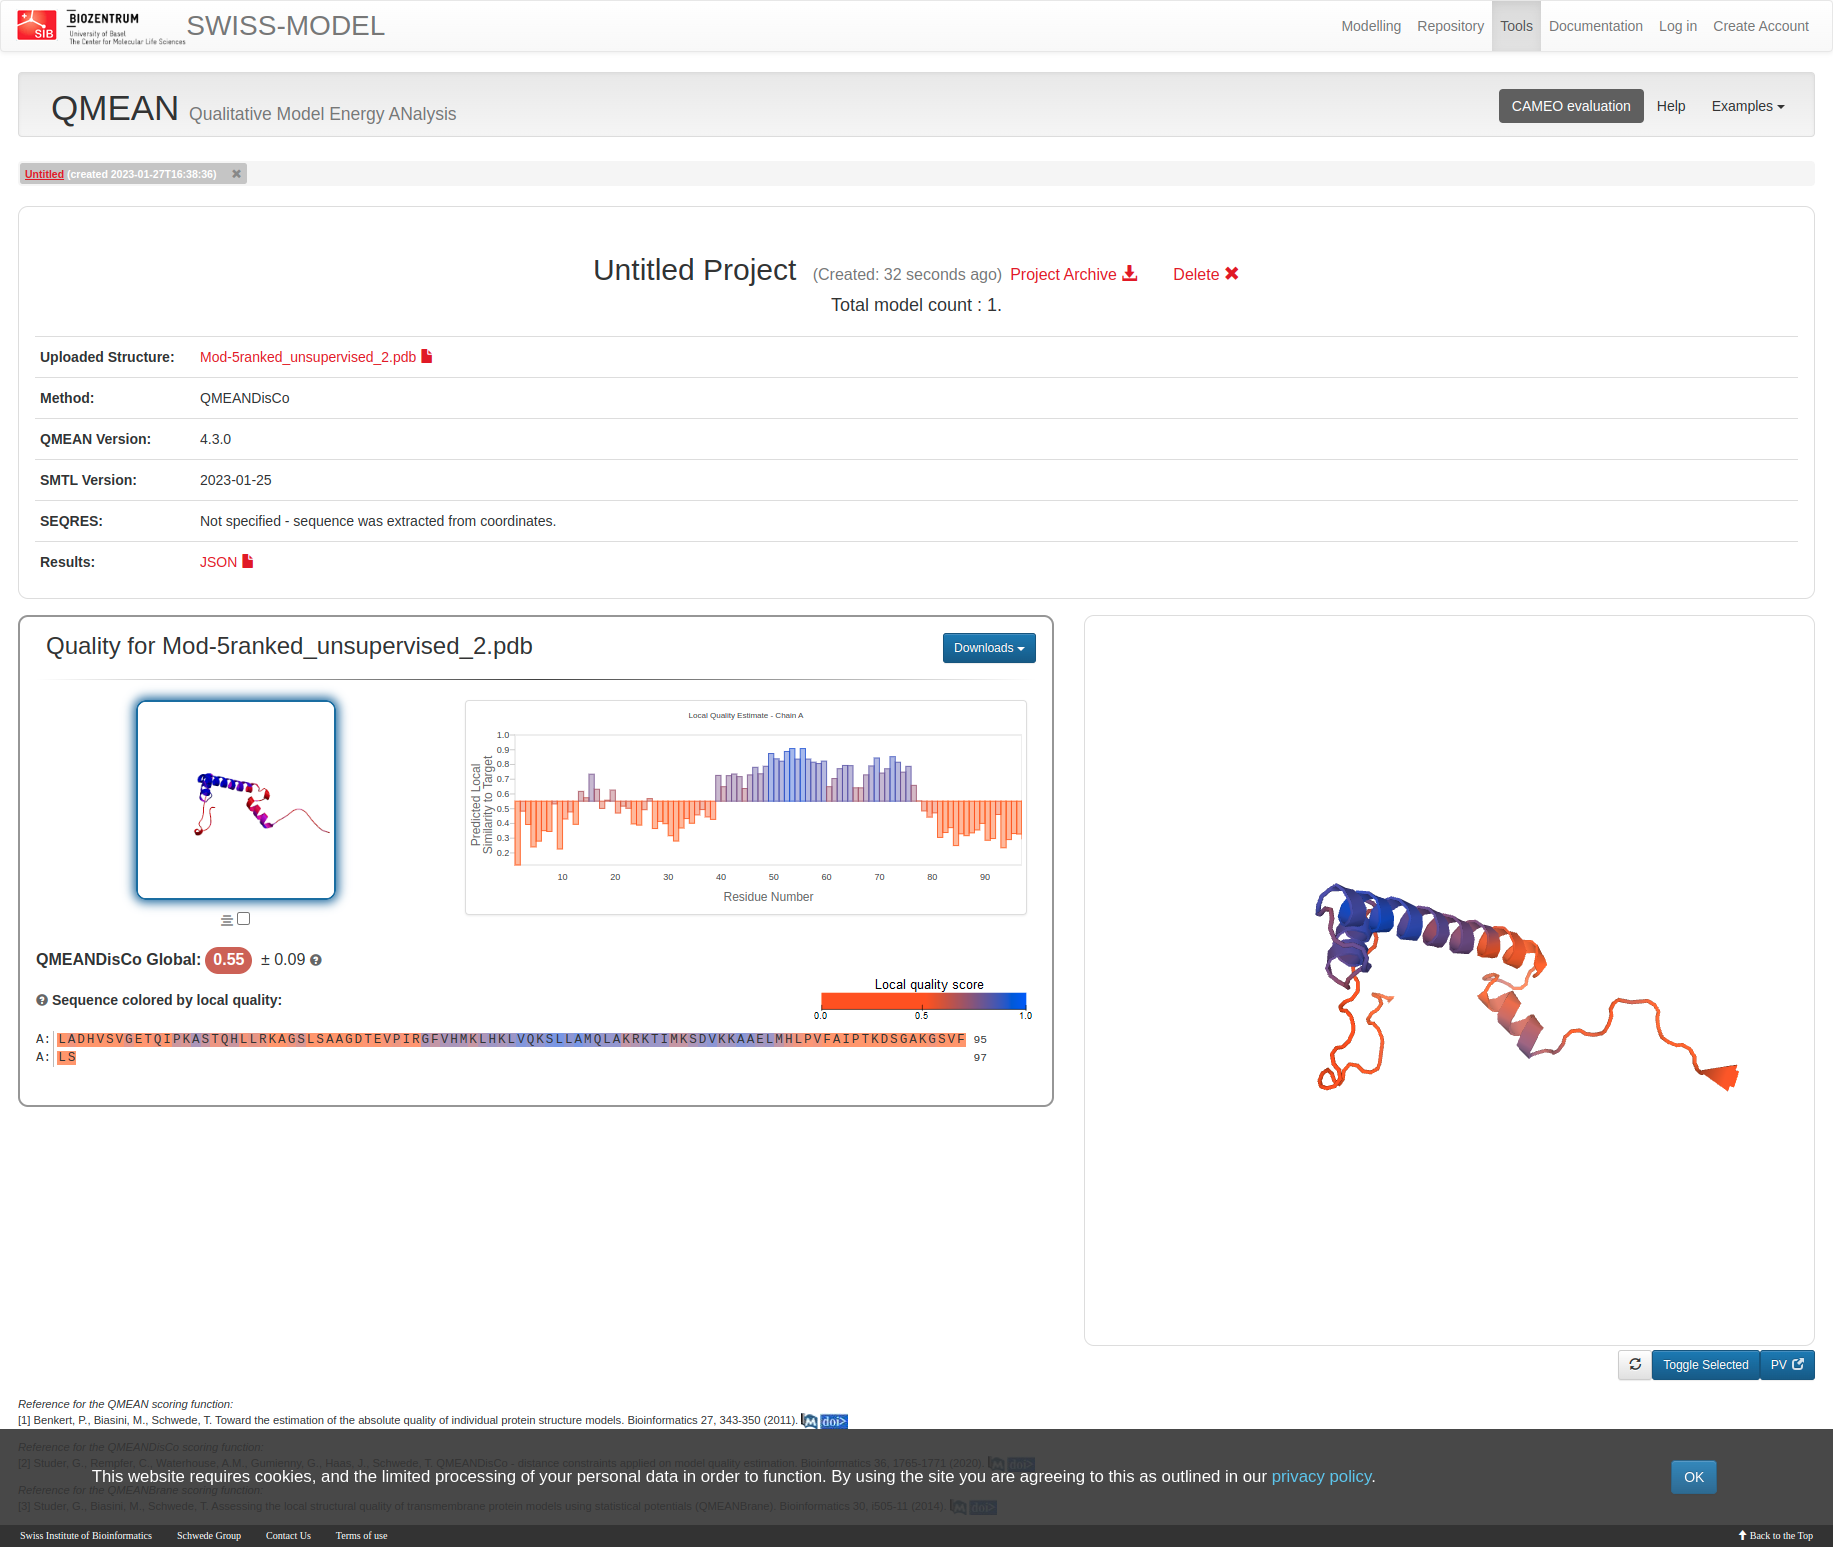 SIB
BIOZENTRUM
University of Basel
The Center for Molecular Life Sciences
SWISS-MODEL
Modelling Repository Tools Documentation Log in Create Account
QMEAN Qualitative Model Energy ANalysis
CAMEO evaluation Help Examples
Untitled (created 2023-01-27T16:38:36)
Untitled Project (Created: 32 seconds ago) Project Archive Delete
Total model count : 1.
Uploaded Structure: Mod-5ranked_unsupervised_2.pdb
Method: QMEANDisCo
QMEAN Version: 4.3.0
SMTL Version: 2023-01-25
SEQRES: Not specified - sequence was extracted from coordinates.
Results: JSON
Quality for Mod-5ranked_unsupervised_2.pdb
Downloads
Local Quality Estimate - Chain A
Predicted Local
Similarity to Target
1.0
0.9
0.8
0.7
0.6
0.5
0.4
0.3
0.2
10 20 30 40 50 60 70 80 90
Residue Number
QMEANDisCo Global: 0.55 ± 0.09
Sequence colored by local quality:
Local quality score
0.0 0.5 1.0
A: LADHVSVGETQIPKASTQHLLRKAGSLSAAGDTEVPIRGFVHMKLHKLVQKSLLAMQLAKRKTIMKSDVKKAAELMHLPVFAIPTKDSGAKGSVF 95
A: LS 97
Toggle Selected PV
Reference for the QMEAN scoring function:
[1] Benkert, P., Biasini, M., Schwede, T. Toward the estimation of the absolute quality of individual protein structure models. Bioinformatics 27, 343-350 (2011). doi>
Reference for the QMEANDisCo scoring function:
[2] Studer, G., Rempfer, C., Waterhouse, A.M., Gumienny, G., Haas, J., Schwede, T. QMEANDisCo - distance constraints applied on model quality estimation. Bioinformatics 36, 1765-1771 (2020). doi>
This website requires cookies, and the limited processing of your personal data in order to function. By using the site you are agreeing to this as outlined in our privacy policy.
OK
Reference for the QMEANBrane scoring function:
[3] Studer, G., Biasini, M., Schwede, T. Assessing the local structural quality of transmembrane protein models using statistical potentials (QMEANBrane). Bioinformatics 30, i505-11 (2014). doi>
Swiss Institute of Bioinformatics Schwede Group Contact Us Terms of use
Back to the Top